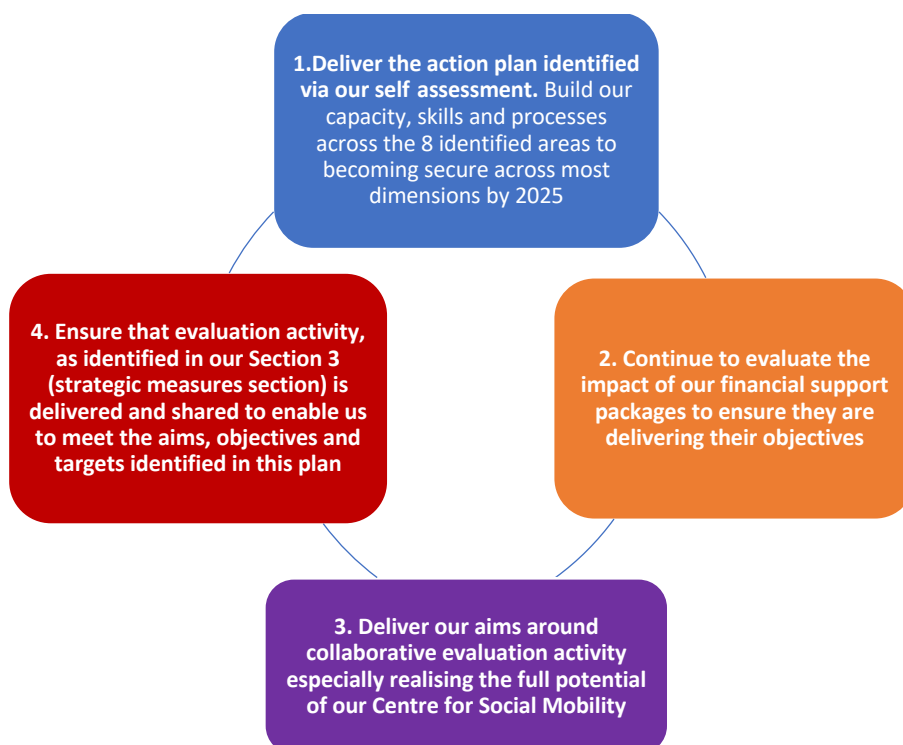 1.Deliver the action plan identified
via our self assessment. Build our
capacity, skills and processes
across the 8 identified areas to
becoming secure across most
dimensions by 2025
2. Continue to evaluate the
impact of our financial support
packages to ensure they are
delivering their objectives
3. Deliver our aims around
collaborative evaluation activity
especially realising the full potential
of our Centre for Social Mobility
4. Ensure that evaluation activity,
as identified in our Section 3
(strategic measures section) is
delivered and shared to enable us
to meet the aims, objectives and
targets identified in this plan